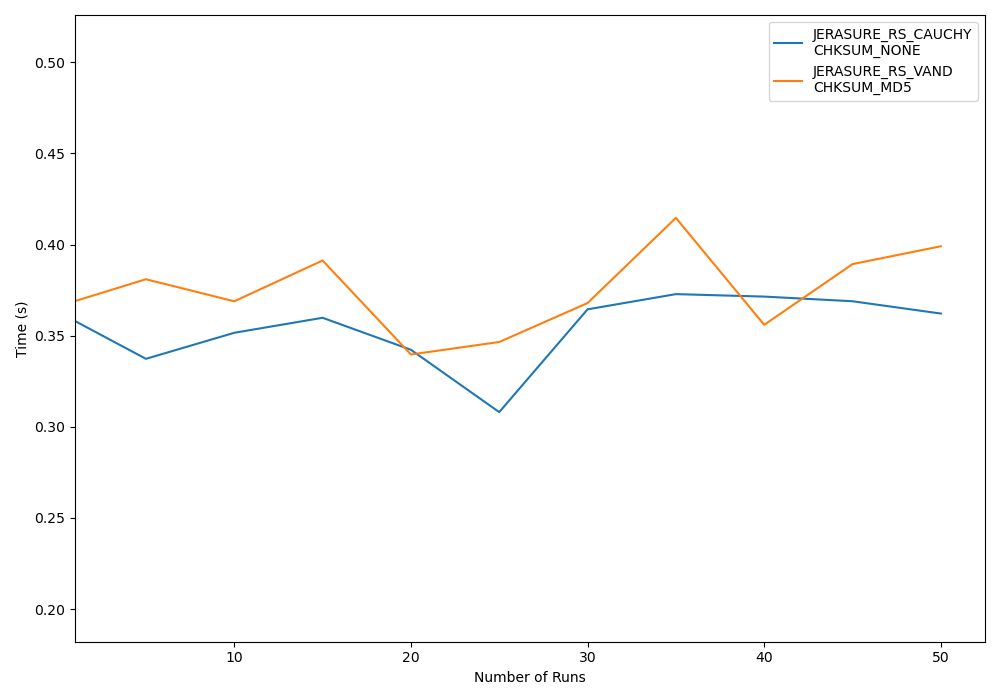 JERASURE_RS_CAUCHY
CHKSUM_NONE
JERASURE_RS_VAND
CHKSUM_MD5
Time (s)
0.50
0.45
0.40
0.35
0.30
0.25
0.20
10
20
30
40
50
Number of Runs